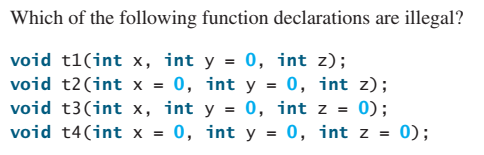 Which of the following function declarations are illegal?
void t1(int x, int y = 0, int z);
void t2(int x = 0, int y = 0, int z);
void t3(int x, int y = 0, int z = 0);
void t4(int x = 0, int y = 0, int z = 0);